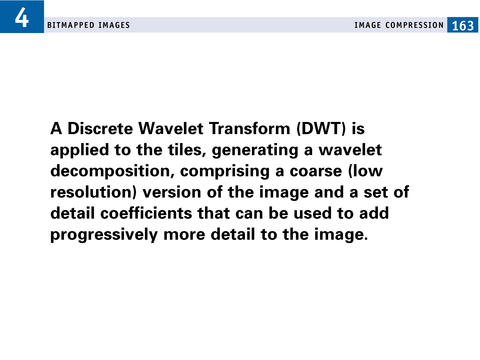 4
BITMAPPED IMAGES
IMAGE COMPRESSION 163
A Discrete Wavelet Transform (DWT) is
applied to the tiles, generating a wavelet
decomposition, comprising a coarse (low
resolution) version of the image and a set of
detail coefficients that can be used to add
progressively more detail to the image.